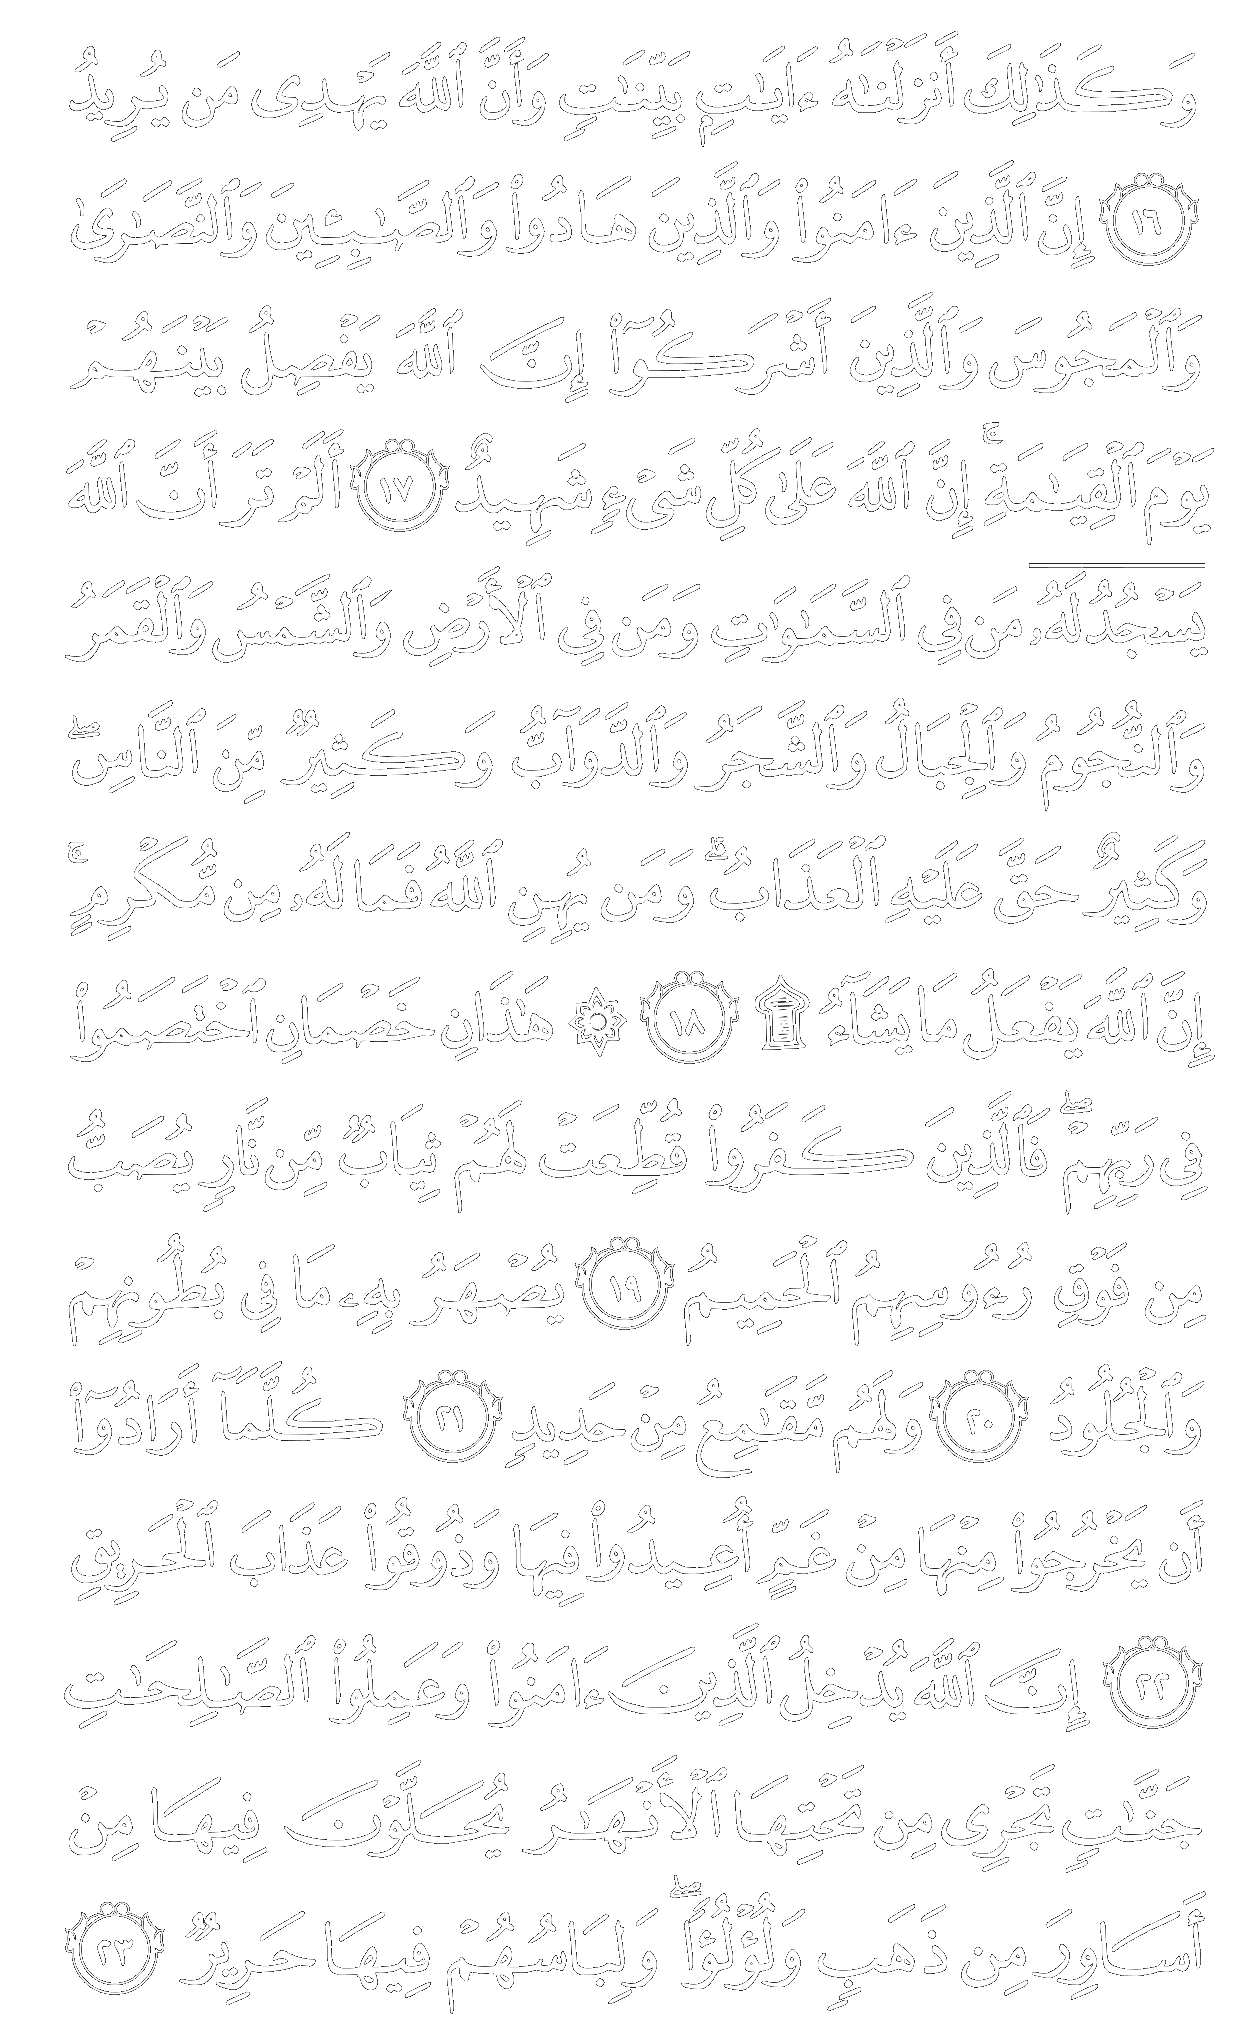 وَكَذَٰلِكَ أَنزَلْنَٰهُ ءَايَٰتٍۭ بَيِّنَٰتٍ وَأَنَّ ٱللَّهَ يَهْدِى مَن يُرِيدُ
١٦ إِنَّ ٱلَّذِينَ ءَامَنُوا۟ وَٱلَّذِينَ هَادُوا۟ وَٱلصَّٰبِـِٔينَ وَٱلنَّصَٰرَىٰ
وَٱلْمَجُوسَ وَٱلَّذِينَ أَشْرَكُوٓا۟ إِنَّ ٱللَّهَ يَفْصِلُ بَيْنَهُمْ
يَوْمَ ٱلْقِيَٰمَةِ ۚ إِنَّ ٱللَّهَ عَلَىٰ كُلِّ شَىْءٍ شَهِيدٌ ١٧ أَلَمْ تَرَ أَنَّ ٱللَّهَ
يَسْجُدُ لَهُۥ مَن فِى ٱلسَّمَٰوَٰتِ وَمَن فِى ٱلْأَرْضِ وَٱلشَّمْسُ وَٱلْقَمَرُ
وَٱلنُّجُومُ وَٱلْجِبَالُ وَٱلشَّجَرُ وَٱلدَّوَآبُّ وَكَثِيرٌ مِّنَ ٱلنَّاسِ ۖ
وَكَثِيرٌ حَقَّ عَلَيْهِ ٱلْعَذَابُ ۗ وَمَن يُهِنِ ٱللَّهُ فَمَا لَهُۥ مِن مُّكْرِمٍ ۚ
إِنَّ ٱللَّهَ يَفْعَلُ مَا يَشَآءُ ۩ ١٨ ۞ هَٰذَانِ خَصْمَانِ ٱخْتَصَمُوا۟
فِى رَبِّهِمْ ۖ فَٱلَّذِينَ كَفَرُوا۟ قُطِّعَتْ لَهُمْ ثِيَابٌ مِّن نَّارٍ يُصَبُّ
مِن فَوْقِ رُءُوسِهِمُ ٱلْحَمِيمُ ١٩ يُصْهَرُ بِهِۦ مَا فِى بُطُونِهِمْ
وَٱلْجُلُودُ ٢٠ وَلَهُم مَّقَٰمِعُ مِنْ حَدِيدٍ ٢١ كُلَّمَآ أَرَادُوٓا۟
أَن يَخْرُجُوا۟ مِنْهَا مِنْ غَمٍّ أُعِيدُوا۟ فِيهَا وَذُوقُوا۟ عَذَابَ ٱلْحَرِيقِ
٢٢ إِنَّ ٱللَّهَ يُدْخِلُ ٱلَّذِينَ ءَامَنُوا۟ وَعَمِلُوا۟ ٱلصَّٰلِحَٰتِ
جَنَّٰتٍ تَجْرِى مِن تَحْتِهَا ٱلْأَنْهَٰرُ يُحَلَّوْنَ فِيهَا مِنْ
أَسَاوِرَ مِن ذَهَبٍ وَلُؤْلُؤًا ۖ وَلِبَاسُهُمْ فِيهَا حَرِيرٌ ٢٣